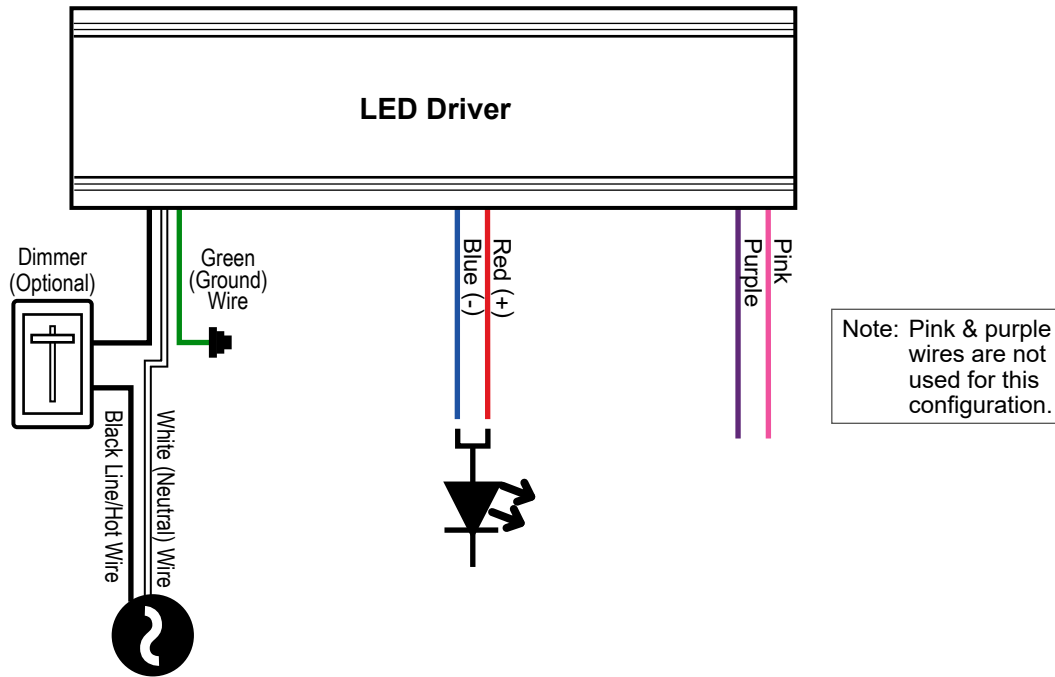 LED Driver
Dimmer
(Optional)
Green
(Ground)
Wire
Black Line/Hot Wire
White (Neutral) Wire
Blue (-)
Red (+)
Purple
Pink
Note: Pink & purple
wires are not
used for this
configuration.